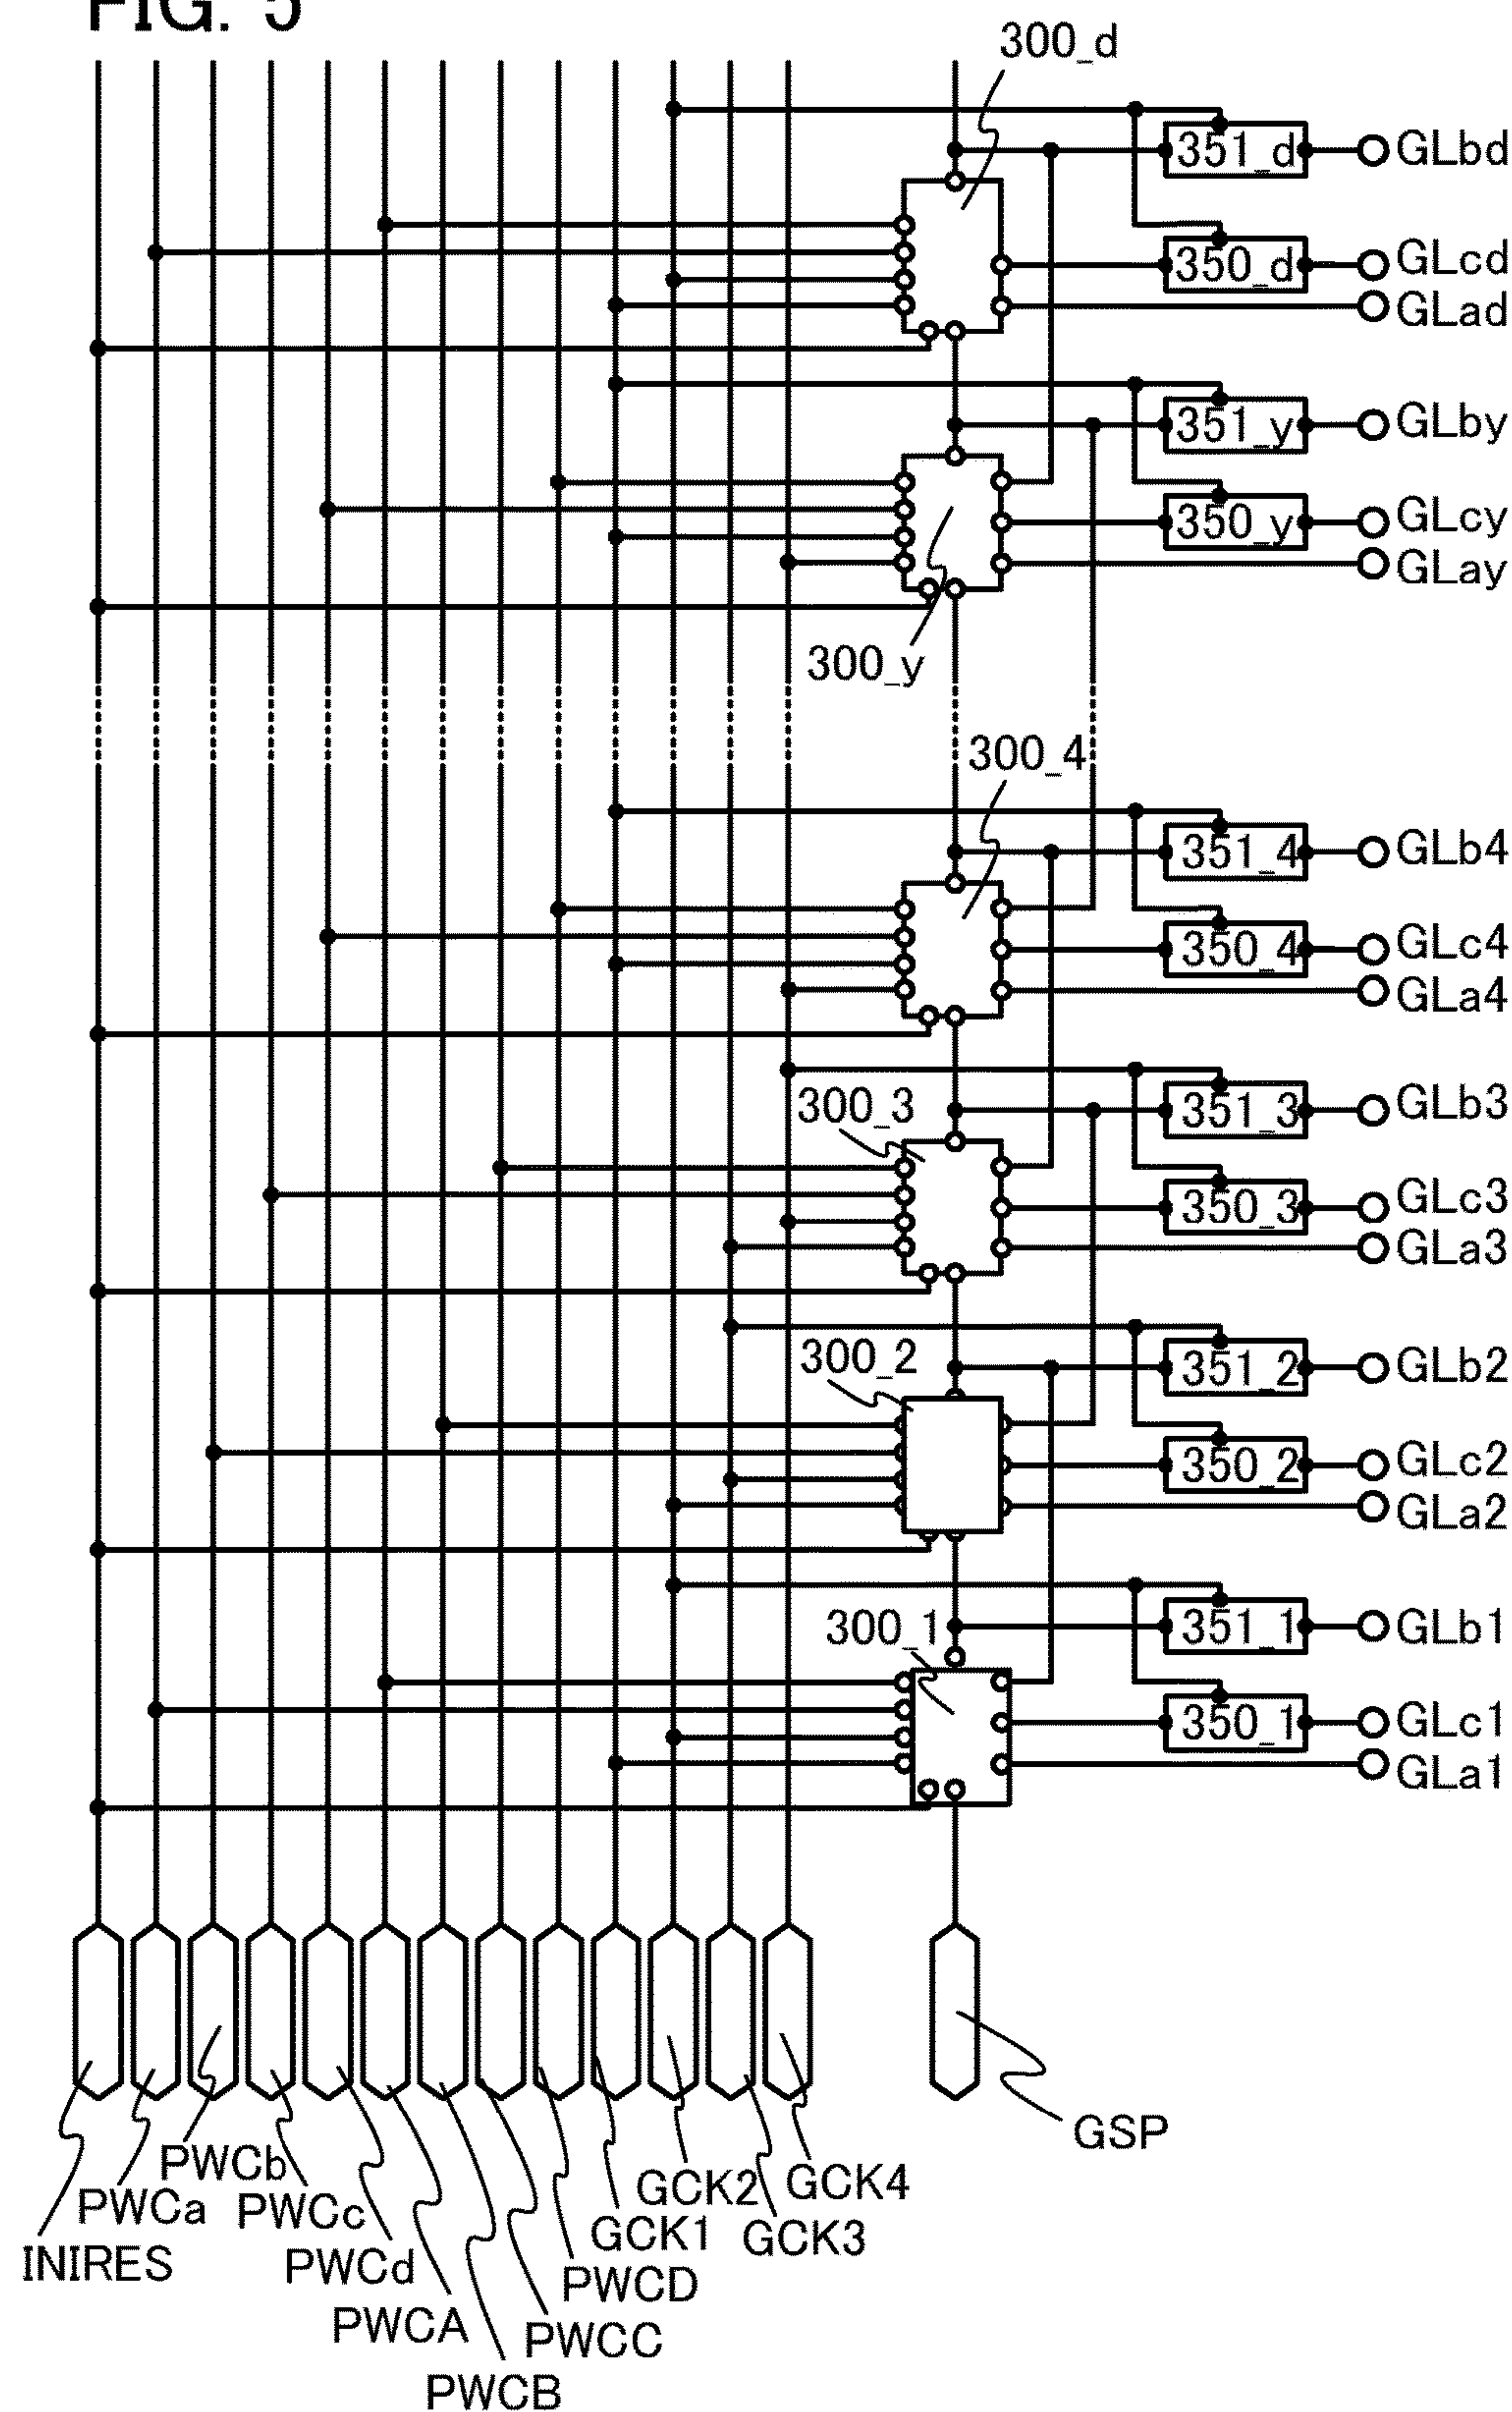 FIG. 5
300_d
351_d
GLbd
350_d
GLcd
GLad
351_y
GLby
350_y
GLcy
GLay
300_y
300_4
351_4
GLb4
350_4
GLc4
GLa4
300_3
351_3
GLb3
350_3
GLc3
GLa3
300_2
351_2
GLb2
350_2
GLc2
GLa2
300_1
351_1
GLb1
350_1
GLc1
GLa1
GSP
PWCb
GCK2
GCK4
PWCa
PWCc
GCK1
GCK3
INIRES
PWCd
PWCD
PWCA
PWCC
PWCB